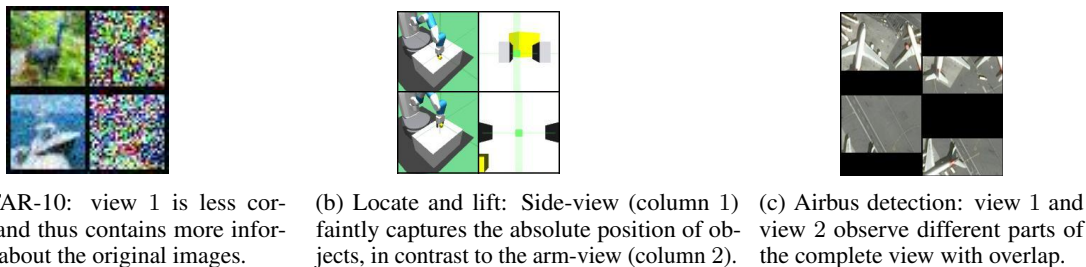 AR-10: view 1 is less cor-
and thus contains more infor-
about the original images.
(b) Locate and lift: Side-view (column 1)
faintly captures the absolute position of ob-
jects, in contrast to the arm-view (column 2).
(c) Airbus detection: view 1 and
view 2 observe different parts of
the complete view with overlap.